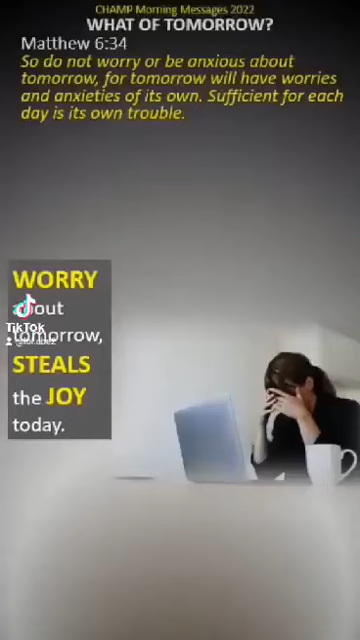 CHAMP Morning Messages 2022
WHAT OF TOMORROW?
Matthew 6:34
So do not worry or be anxious about
tomorrow, for tomorrow will have worries
and anxieties of its own. Sufficient for each
day is its own trouble.
WORRY
about
TikTok
tomorrow,
STEALS
the JOY
today.